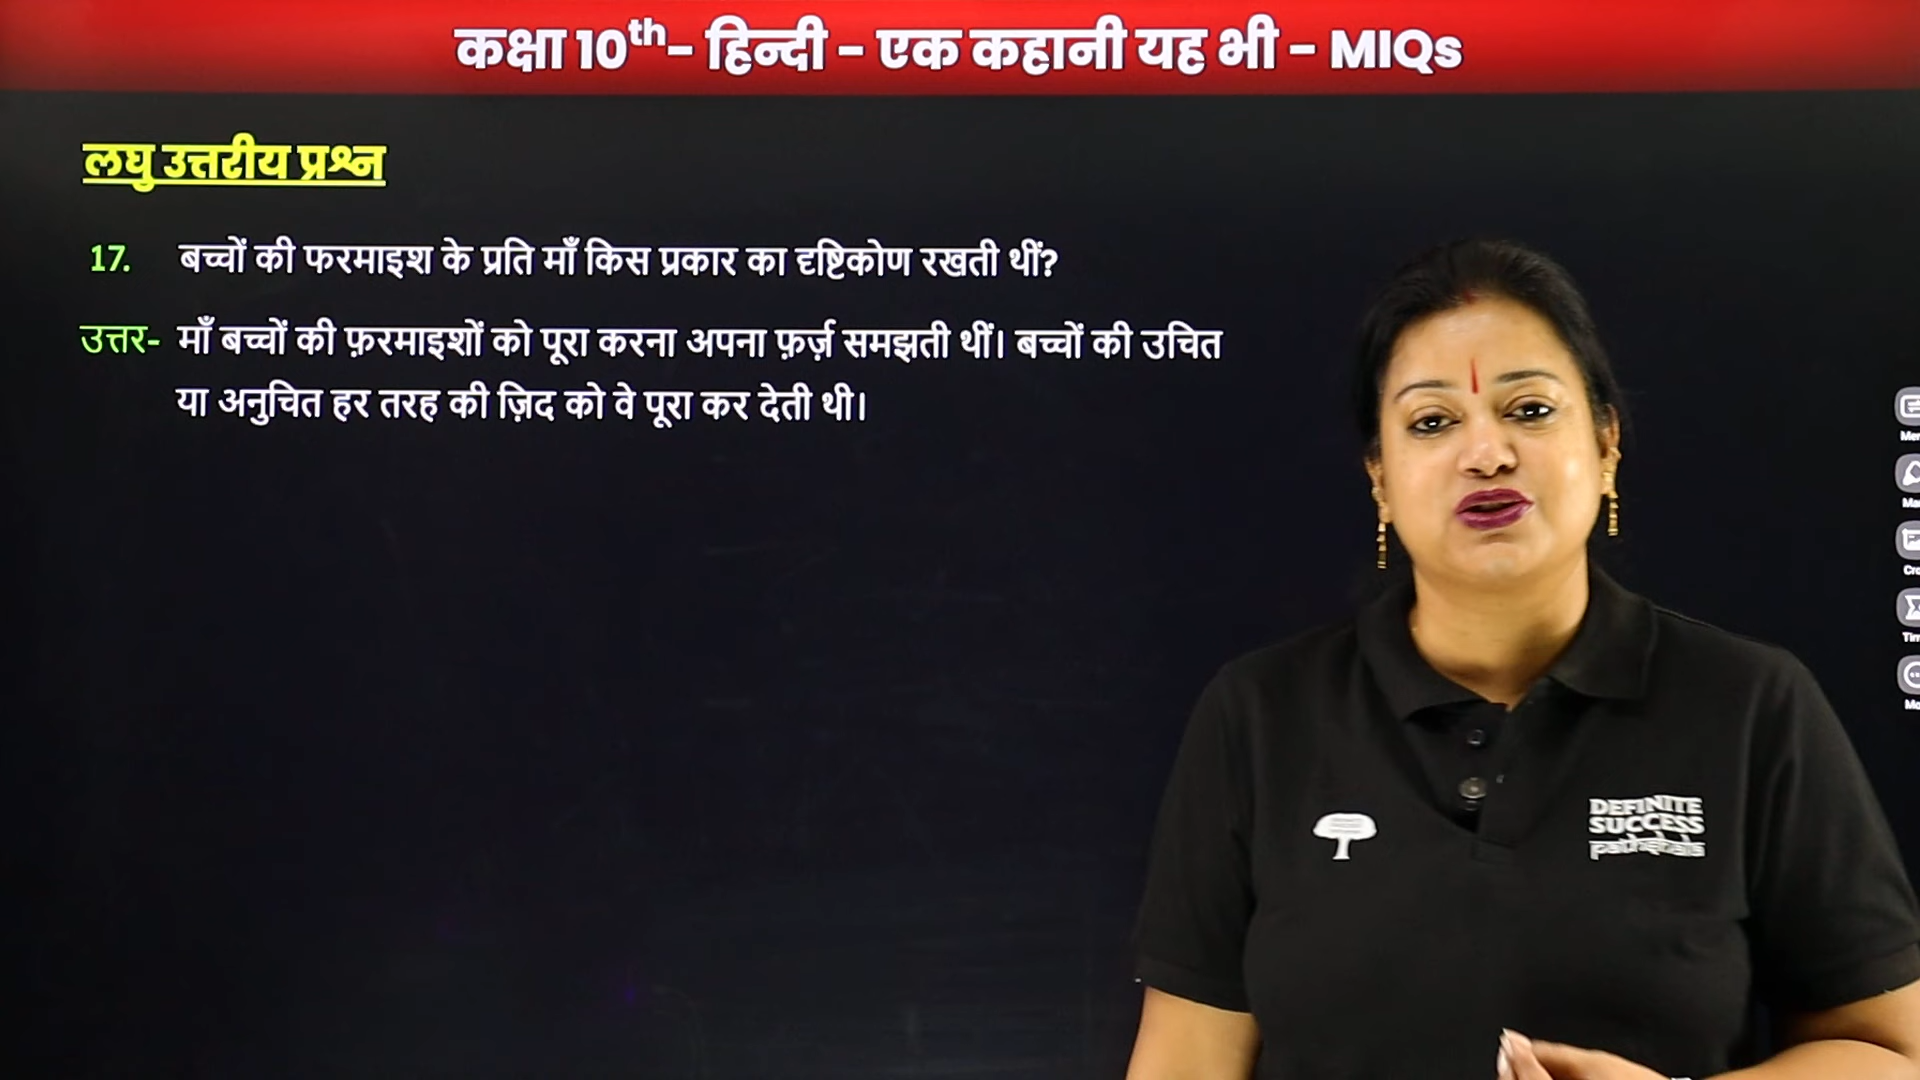 कक्षा 10th - हिन्दी - एक कहानी यह भी - MIQs
लघु उत्तरीय प्रश्न
17. बच्चों की फरमाइश के प्रति माँ किस प्रकार का दृष्टिकोण रखती थीं?
उत्तर- माँ बच्चों की फ़रमाइशों को पूरा करना अपना फ़र्ज़ समझती थीं। बच्चों की उचित
या अनुचित हर तरह की ज़िद को वे पूरा कर देती थी।
DEFINITE
SUCCESS
pathshala